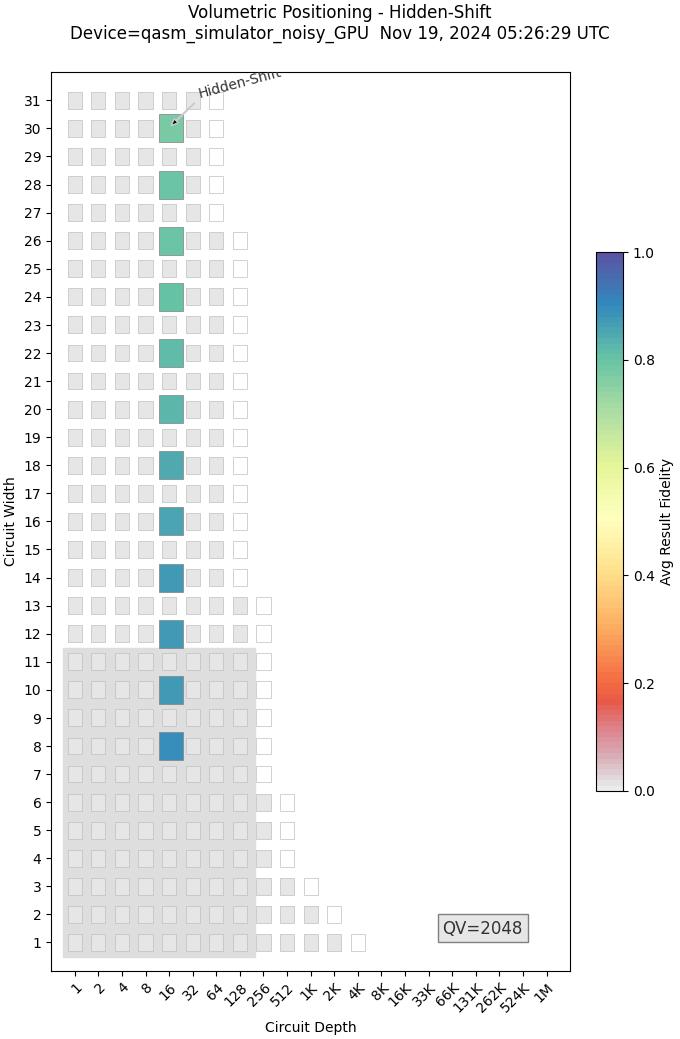 Volumetric Positioning - Hidden-Shift
Device=qasm_simulator_noisy_GPU  Nov 19, 2024 05:26:29 UTC
Hidden-Shift
31
30
29
28
27
26
25
24
23
22
21
20
19
18
17
16
15
14
13
12
11
10
9
8
7
6
5
4
3
2
1
Circuit Width
QV=2048
1
2
4
8
16
32
64
128
256
512
1K
2K
4K
8K
16K
33K
66K
131K
262K
524K
1M
Circuit Depth
1.0
0.8
0.6
0.4
0.2
0.0
Avg Result Fidelity